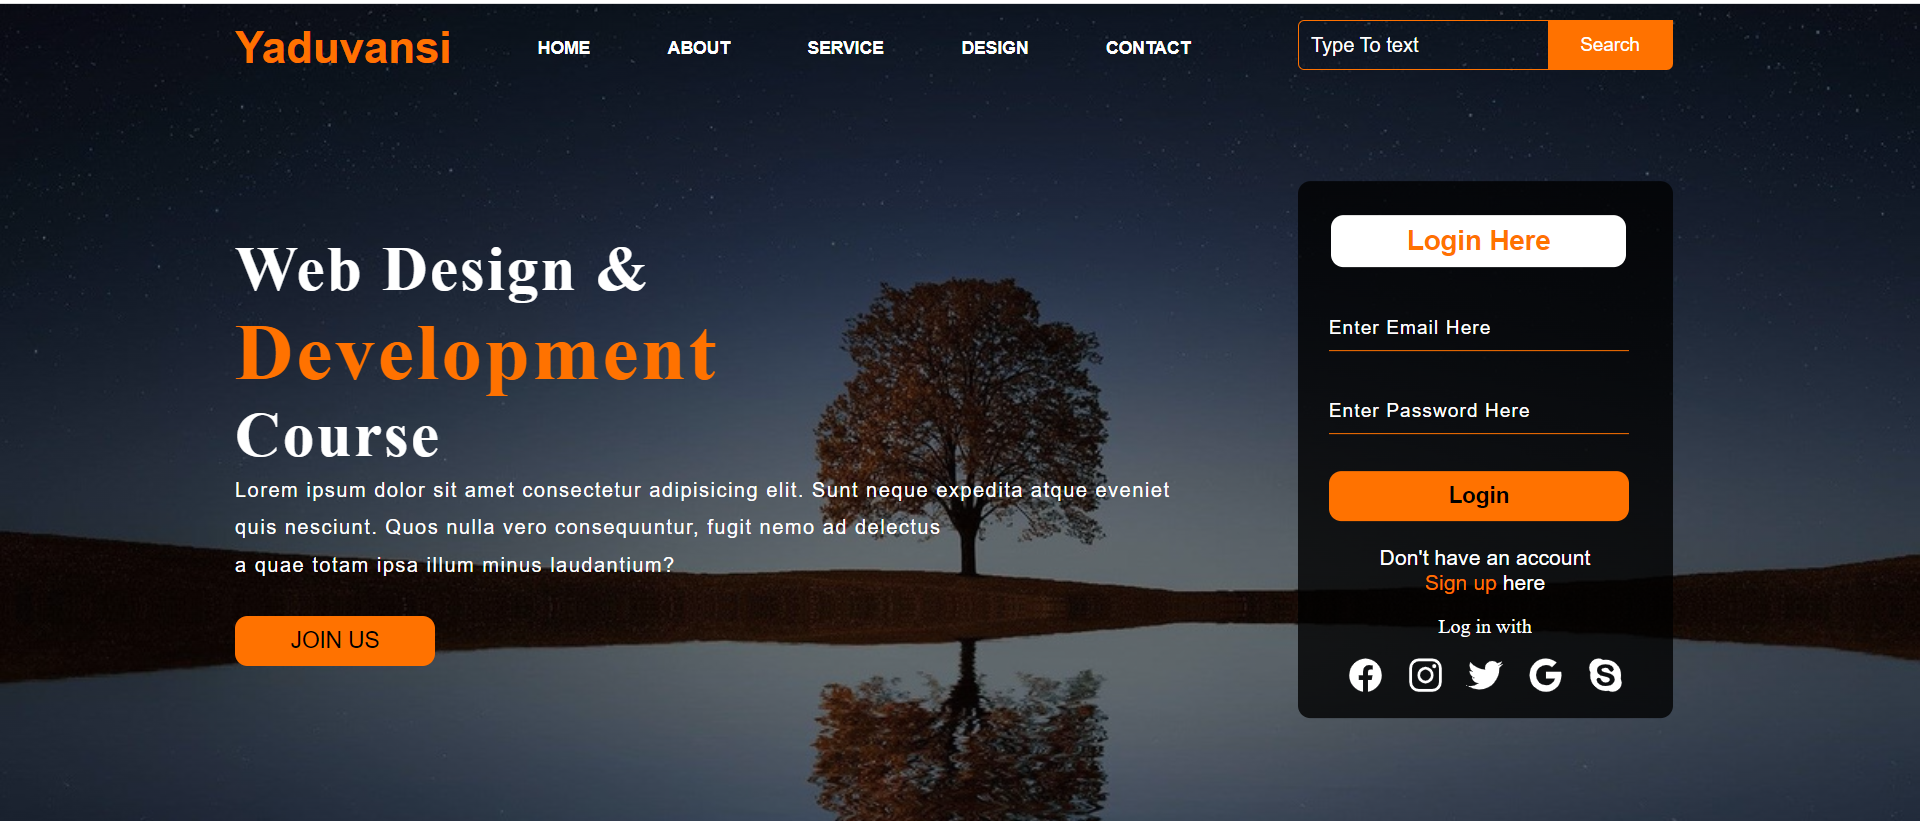 Yaduvansi
HOME ABOUT SERVICE DESIGN CONTACT
Type To text Search
Web Design &
Development
Course
Lorem ipsum dolor sit amet consectetur adipisicing elit. Sunt neque expedita atque eveniet
quis nesciunt. Quos nulla vero consequuntur, fugit nemo ad delectus
a quae totam ipsa illum minus laudantium?
JOIN US
Login Here
Enter Email Here
Enter Password Here
Login
Don't have an account
Sign up here
Log in with